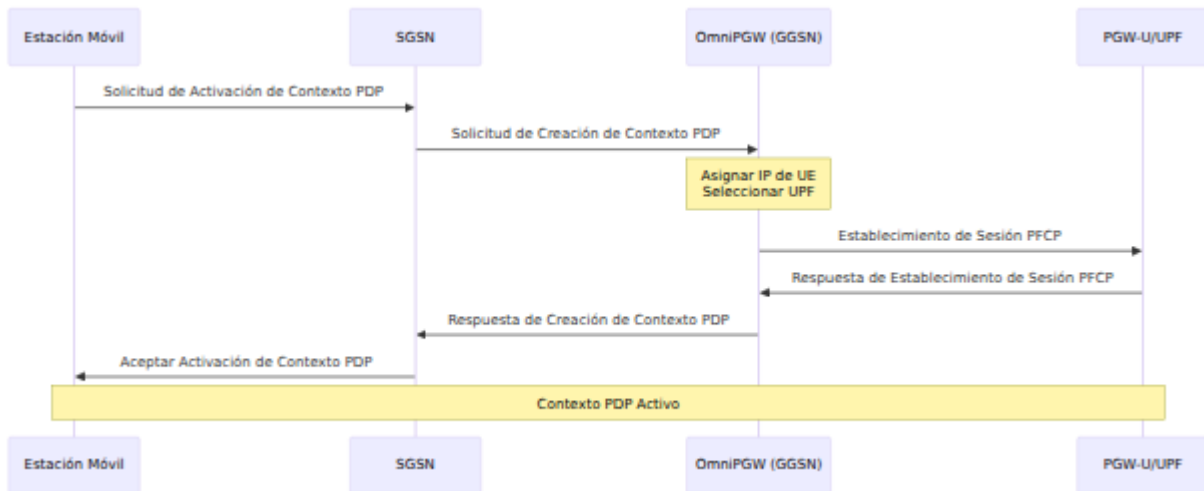 Estación Móvil
SGSN
OmniPGW (GGSN)
PGW-U/UPF
Solicitud de Activación de Contexto PDP
Solicitud de Creación de Contexto PDP
Asignar IP de UE
Seleccionar UPF
Establecimiento de Sesión PFCP
Respuesta de Establecimiento de Sesión PFCP
Respuesta de Creación de Contexto PDP
Aceptar Activación de Contexto PDP
Contexto PDP Activo
Estación Móvil
SGSN
OmniPGW (GGSN)
PGW-U/UPF